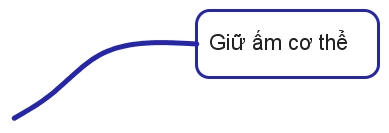 Giữ ấm cơ thể